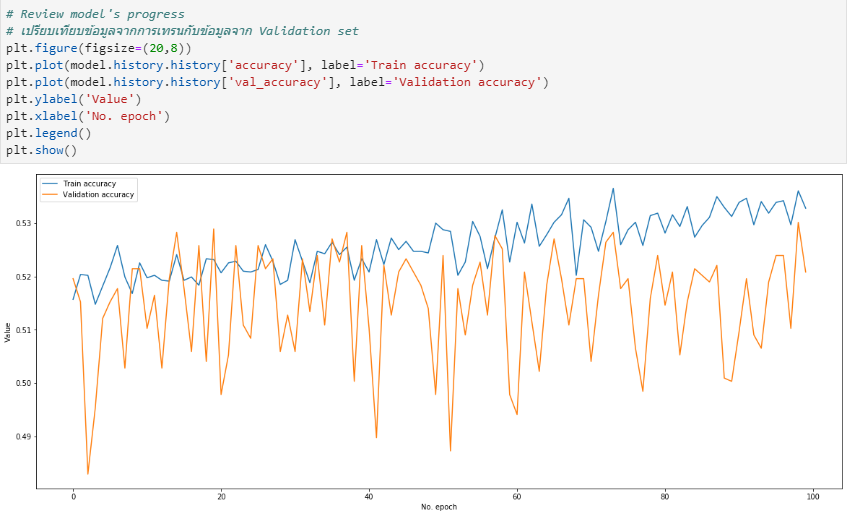 # Review model's progress
# เปรียบเทียบข้อมูลจากการเทรนกับข้อมูลจาก Validation set
plt.figure(figsize=(20,8))
plt.plot(model.history.history['accuracy'], label='Train accuracy')
plt.plot(model.history.history['val_accuracy'], label='Validation accuracy')
plt.ylabel('Value')
plt.xlabel('No. epoch')
plt.legend()
plt.show()
Train accuracy
Validation accuracy
0.53
0.52
0.51
0.50
0.49
Value
0 20 40 60 80 100
No. epoch